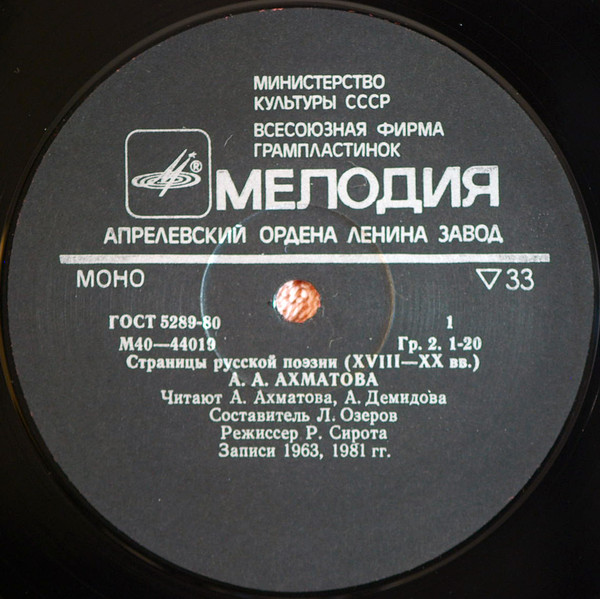 МИНИСТЕРСТВО
КУЛЬТУРЫ СССР
ВСЕСОЮЗНАЯ ФИРМА
ГРАМПЛАСТИНОК
® МЕЛОДИЯ
АПРЕЛЕВСКИЙ ОРДЕНА ЛЕНИНА ЗАВОД
МОНО ▽33
ГОСТ 5289-80 1
М40—44019 Гр. 2. 1-20
Страницы русской поэзии (XVIII—XX вв.)
А. А. АХМАТОВА
Читают А. Ахматова, А. Демидова
Составитель Л. Озеров
Режиссер Р. Сирота
Записи 1963, 1981 гг.